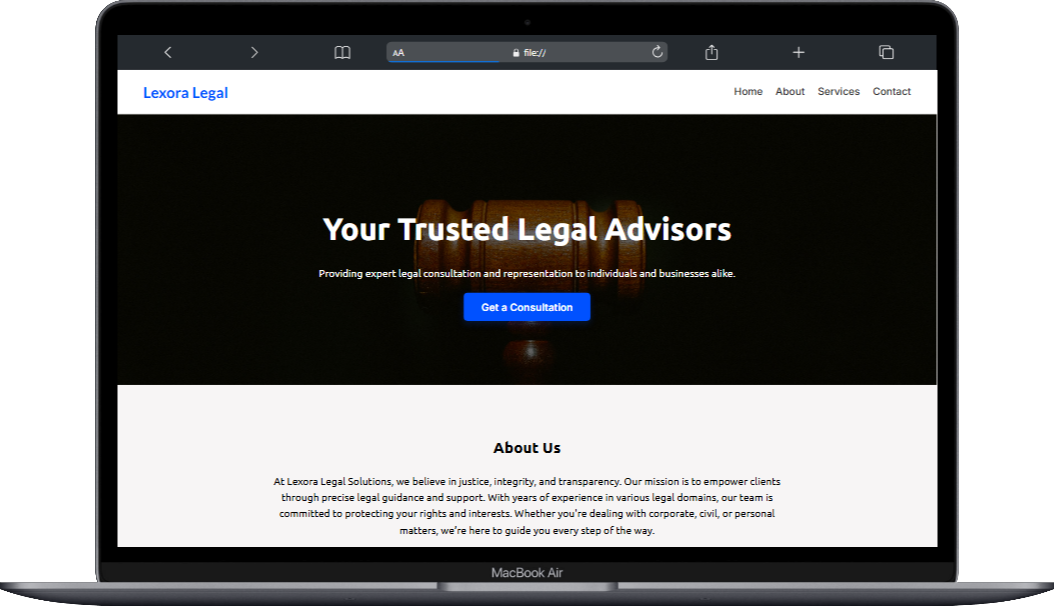 AA file://
Lexora Legal Home About Services Contact
Your Trusted Legal Advisors
Providing expert legal consultation and representation to individuals and businesses alike.
Get a Consultation
About Us
At Lexora Legal Solutions, we believe in justice, integrity, and transparency. Our mission is to empower clients
through precise legal guidance and support. With years of experience in various legal domains, our team is
committed to protecting your rights and interests. Whether you're dealing with corporate, civil, or personal
matters, we're here to guide you every step of the way.
MacBook Air